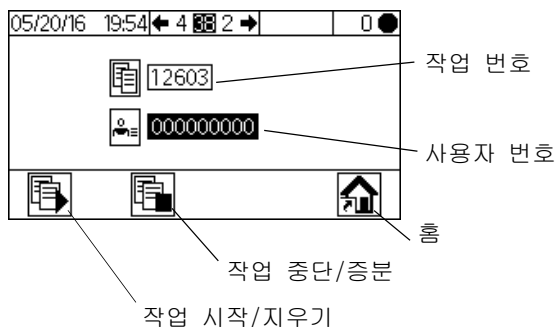 05/20/16 19:54 4 38 2 0
12603
작업 번호
000000000
사용자 번호
홈
작업 중단/증분
작업 시작/지우기